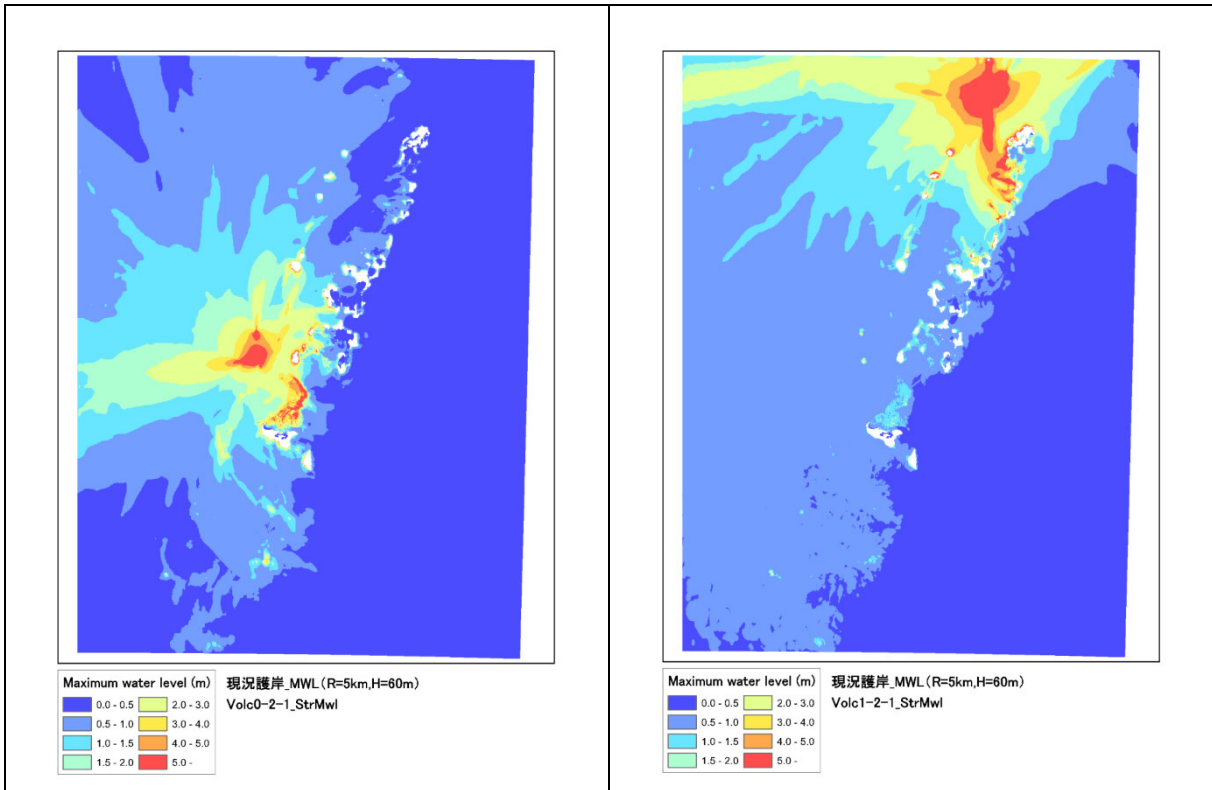 Maximum water level (m)
0.0 - 0.5
2.0 - 3.0
0.5 - 1.0
3.0 - 4.0
1.0 - 1.5
4.0 - 5.0
1.5 - 2.0
5.0 -
現況護岸_MWL(R=5km,H=60m)
Volc0-2-1_StrMwl
Maximum water level (m)
0.0 - 0.5
2.0 - 3.0
0.5 - 1.0
3.0 - 4.0
1.0 - 1.5
4.0 - 5.0
1.5 - 2.0
5.0 -
現況護岸_MWL(R=5km,H=60m)
Volc1-2-1_StrMwl